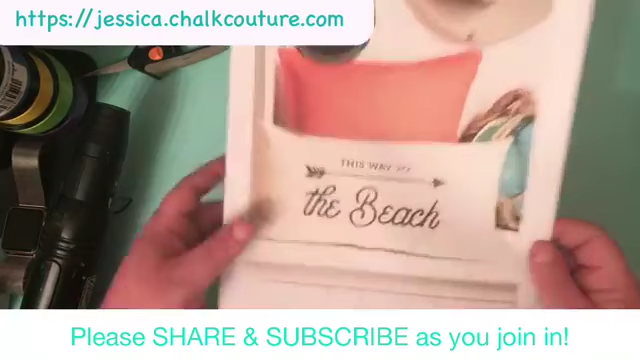 https://jessica.chalkcouture.com
THIS WAY TO
the Beach
Please SHARE & SUBSCRIBE as you join in!